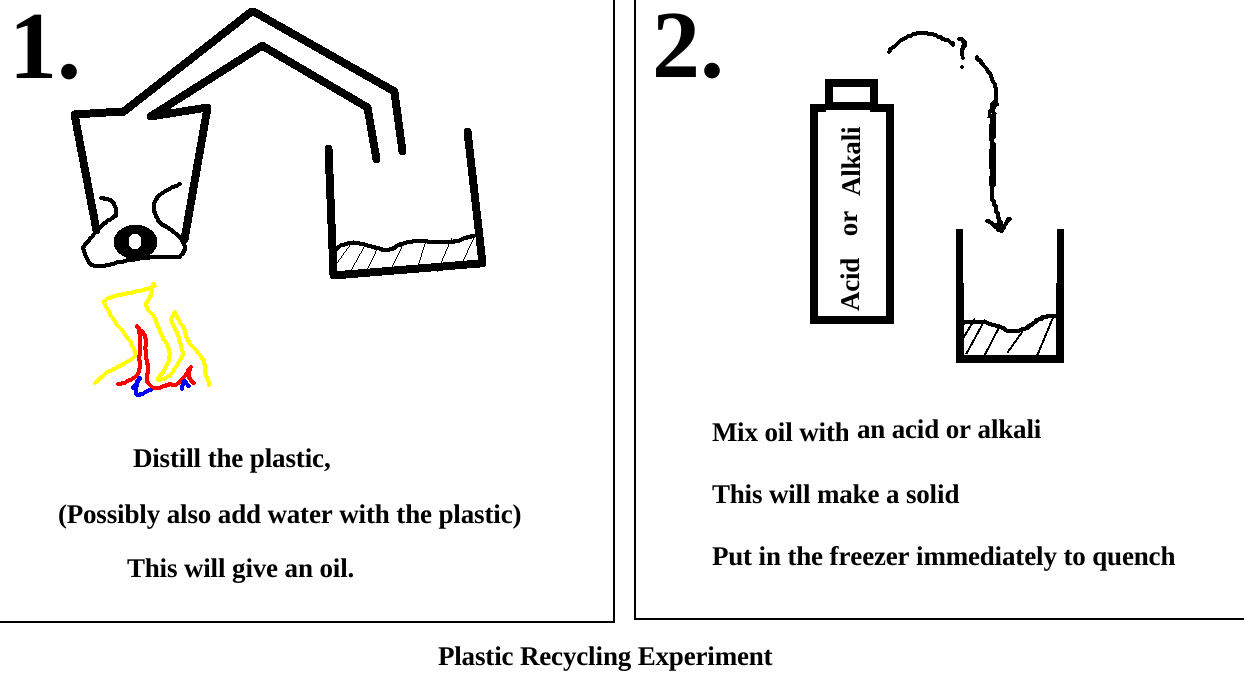 1.
Distill the plastic,
(Possibly also add water with the plastic)
This will give an oil.
2.
?
Acid or Alkali
Mix oil with an acid or alkali
This will make a solid
Put in the freezer immediately to quench
Plastic Recycling Experiment